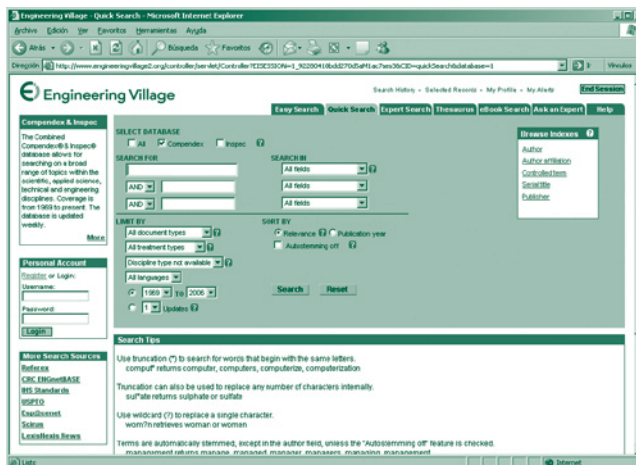 Engineering Village - Quick Search - Microsoft Internet Explorer
Archivo Edición Ver Favoritos Herramientas Ayuda
Atrás Búsqueda Favoritos
Dirección Vínculos
Engineering Village
Search History - Selected Records - My Profile - My Alerts End Session
Easy Search Quick Search Expert Search Thesaurus eBook Search Ask an Expert Help
Compendex & Inspec
The Combined
Compendex® & Inspec®
database allows for
searching on a broad
range of topics within the
scientific, applied science,
technical and engineering
disciplines. Coverage is
from 1969 to present. The
database is updated
weekly.
More
SELECT DATABASE
All Compendex Inspec ?
SEARCH FOR SEARCH IN
All fields ?
AND All fields
AND All fields
LIMIT BY SORT BY
All document types ? Relevance ? Publication year
All treatment types ? Autostemming off ?
Discipline type not available ?
All languages
1969 TO 2006
1 Updates ?
Search Reset
Browse Indexes ?
Author
Author affiliation
Controlled term
Serial title
Publisher
Personal Account
Register or Login:
Username:
Password:
Login
More Search Sources
Referex
CRC ENGnetBASE
IHS Standards
USPTO
Esp@cenet
Scirus
LexisNexis News
Search Tips
Use truncation (*) to search for words that begin with the same letters.
comput* returns computer, computers, computerize, computerization
Truncation can also be used to replace any number of characters internally.
sul*ate returns sulphate or sulfate
Use wildcard (?) to replace a single character.
wom?n retrieves woman or women
Terms are automatically stemmed, except in the author field, unless the "Autostemming off" feature is checked.
management returns manage, managed, manager, managers, managing, management
Listo Internet